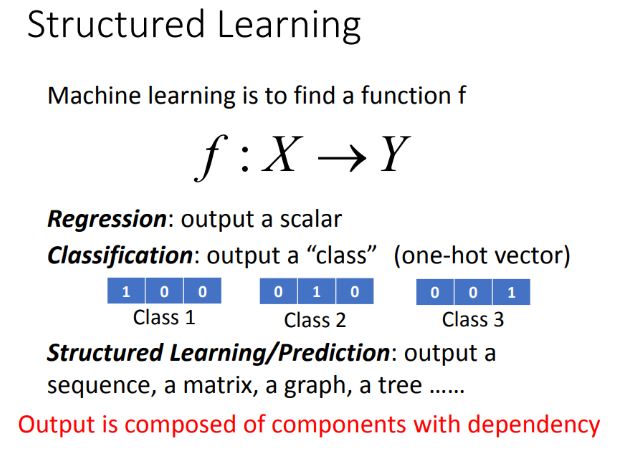 Structured Learning
Machine learning is to find a function f
f : X → Y
Regression: output a scalar
Classification: output a “class” (one-hot vector)
1 0 0 0 1 0 0 0 1
Class 1 Class 2 Class 3
Structured Learning/Prediction: output a
sequence, a matrix, a graph, a tree ……
Output is composed of components with dependency